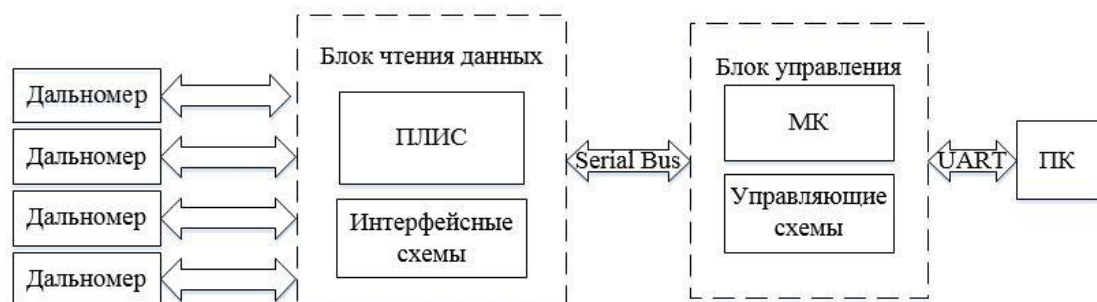 Дальномер
Дальномер
Дальномер
Дальномер
Блок чтения данных
ПЛИС
Интерфейсные
схемы
Serial Bus
Блок управления
МК
Управляющие
схемы
UART
ПК